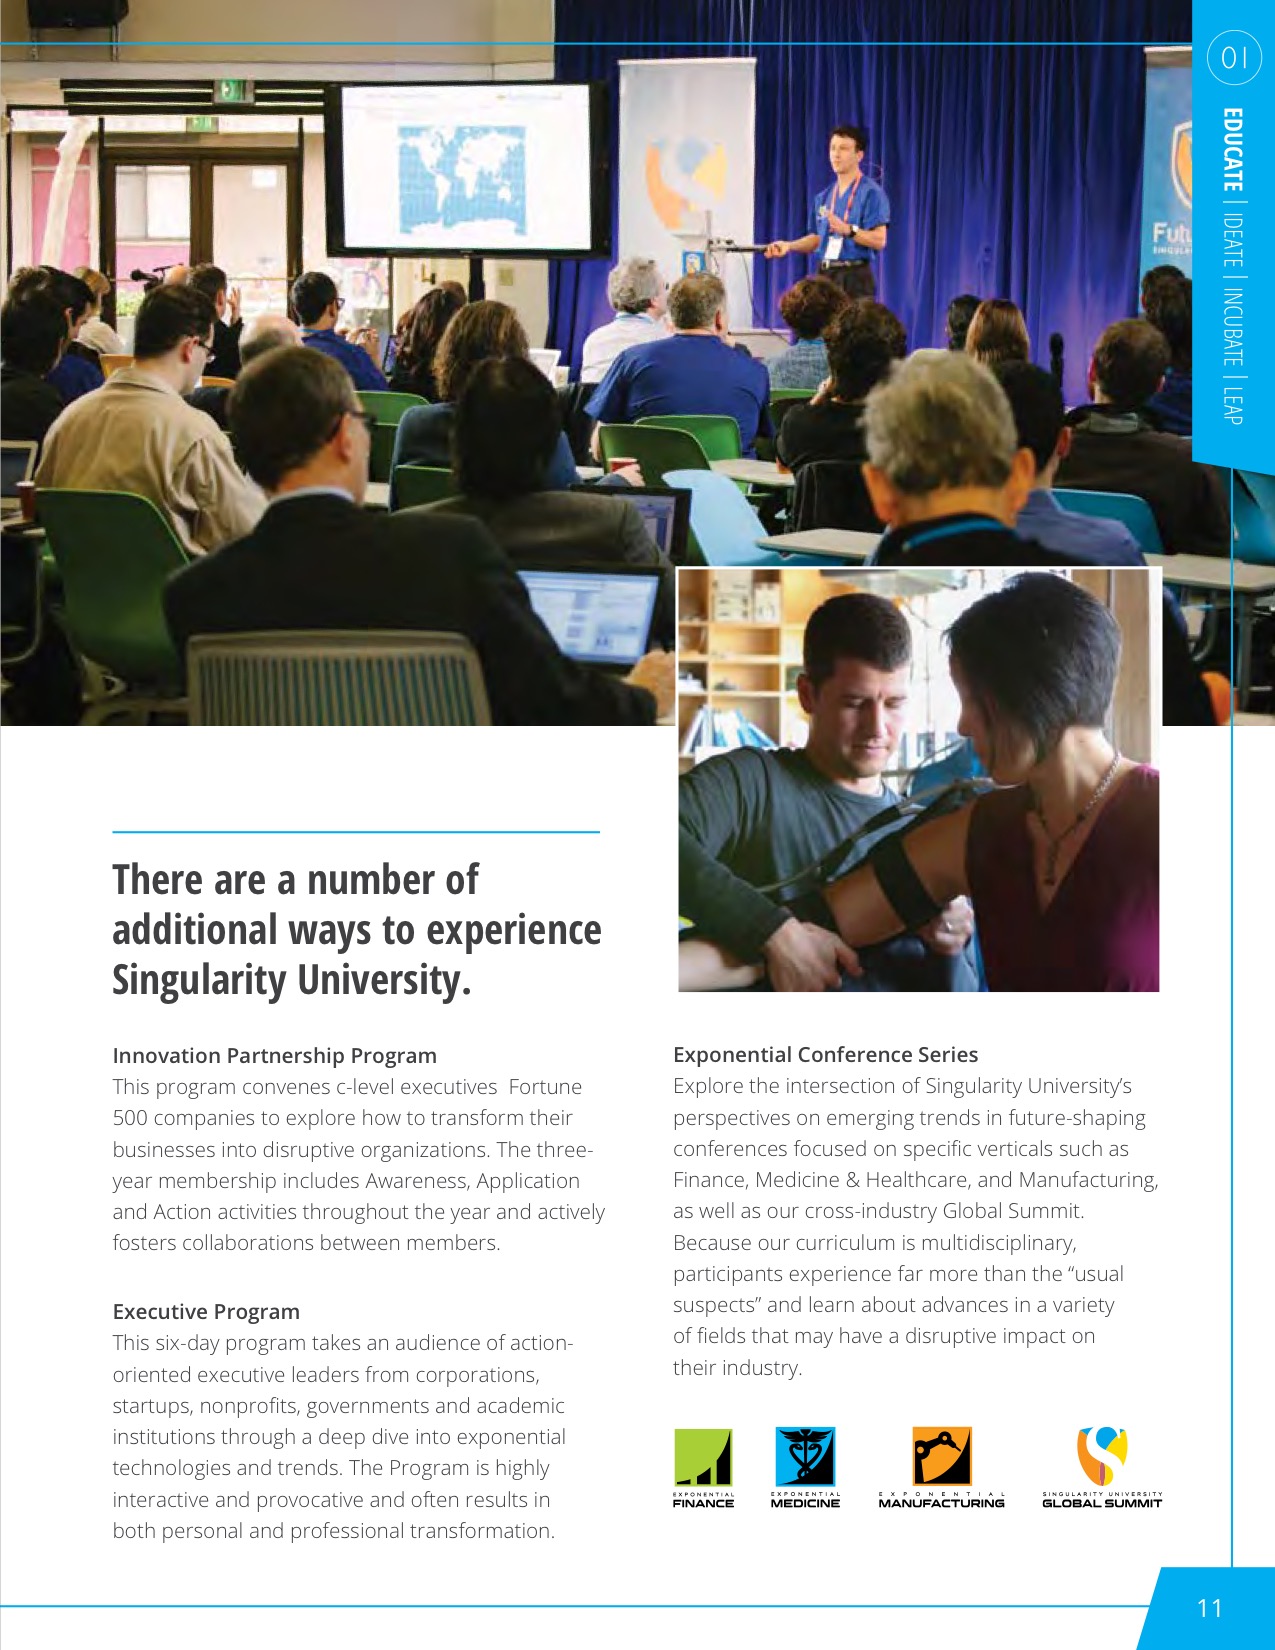 01
EDUCATE | IDEATE | INCUBATE | LEAP
There are a number of
additional ways to experience
Singularity University.
Innovation Partnership Program
This program convenes c-level executives  Fortune
500 companies to explore how to transform their
businesses into disruptive organizations. The three-
year membership includes Awareness, Application
and Action activities throughout the year and actively
fosters collaborations between members.
Executive Program
This six-day program takes an audience of action-
oriented executive leaders from corporations,
startups, nonprofits, governments and academic
institutions through a deep dive into exponential
technologies and trends. The Program is highly
interactive and provocative and often results in
both personal and professional transformation.
Exponential Conference Series
Explore the intersection of Singularity University’s
perspectives on emerging trends in future-shaping
conferences focused on specific verticals such as
Finance, Medicine & Healthcare, and Manufacturing,
as well as our cross-industry Global Summit.
Because our curriculum is multidisciplinary,
participants experience far more than the “usual
suspects” and learn about advances in a variety
of fields that may have a disruptive impact on
their industry.
EXPONENTIAL
FINANCE
EXPONENTIAL
MEDICINE
EXPONENTIAL
MANUFACTURING
SINGULARITY UNIVERSITY
GLOBAL SUMMIT
11